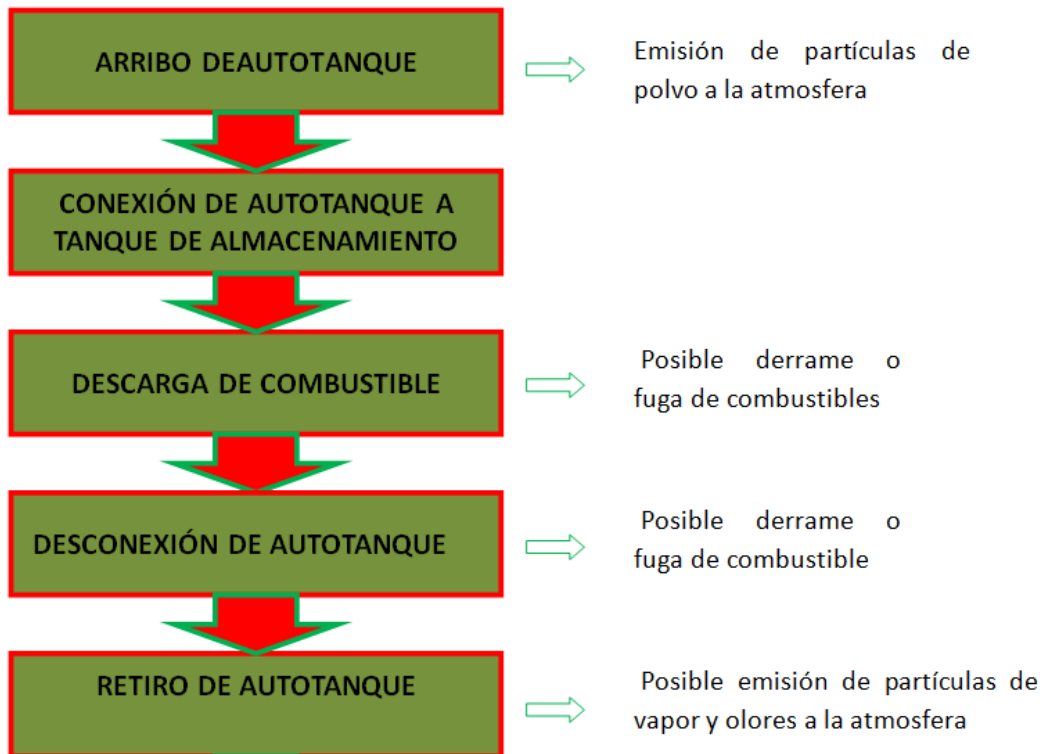 ARRIBO DEAUTOTANQUE
Emisión de partículas de
polvo a la atmosfera
CONEXIÓN DE AUTOTANQUE A
TANQUE DE ALMACENAMIENTO
DESCARGA DE COMBUSTIBLE
Posible derrame o
fuga de combustibles
DESCONEXIÓN DE AUTOTANQUE
Posible derrame o
fuga de combustible
RETIRO DE AUTOTANQUE
Posible emisión de partículas de
vapor y olores a la atmosfera